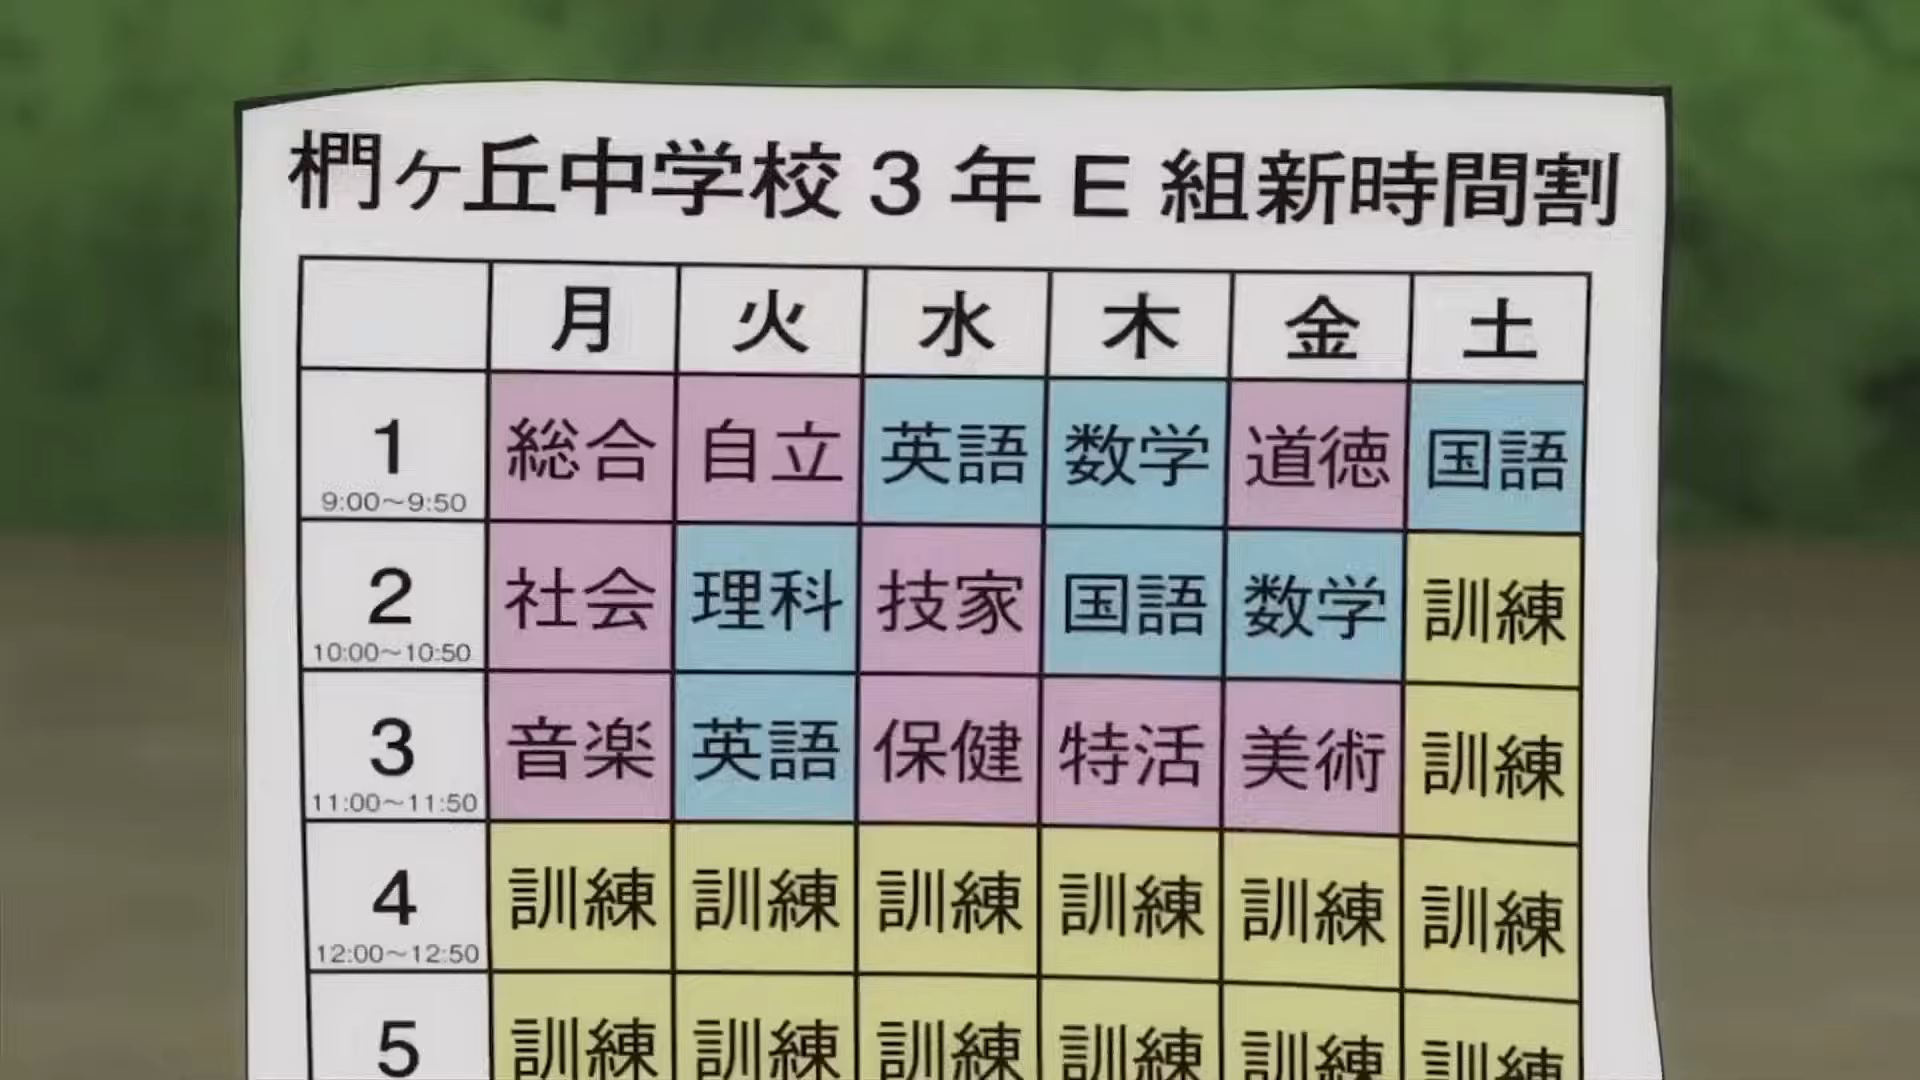 椚ヶ丘中学校3年E組新時間割
月 火 水 木 金 土
1 総合 自立 英語 数学 道徳 国語
9:00～9:50
2 社会 理科 技家 国語 数学 訓練
10:00～10:50
3 音楽 英語 保健 特活 美術 訓練
11:00～11:50
4 訓練 訓練 訓練 訓練 訓練 訓練
12:00～12:50
5 訓練 訓練 訓練 訓練 訓練 訓練